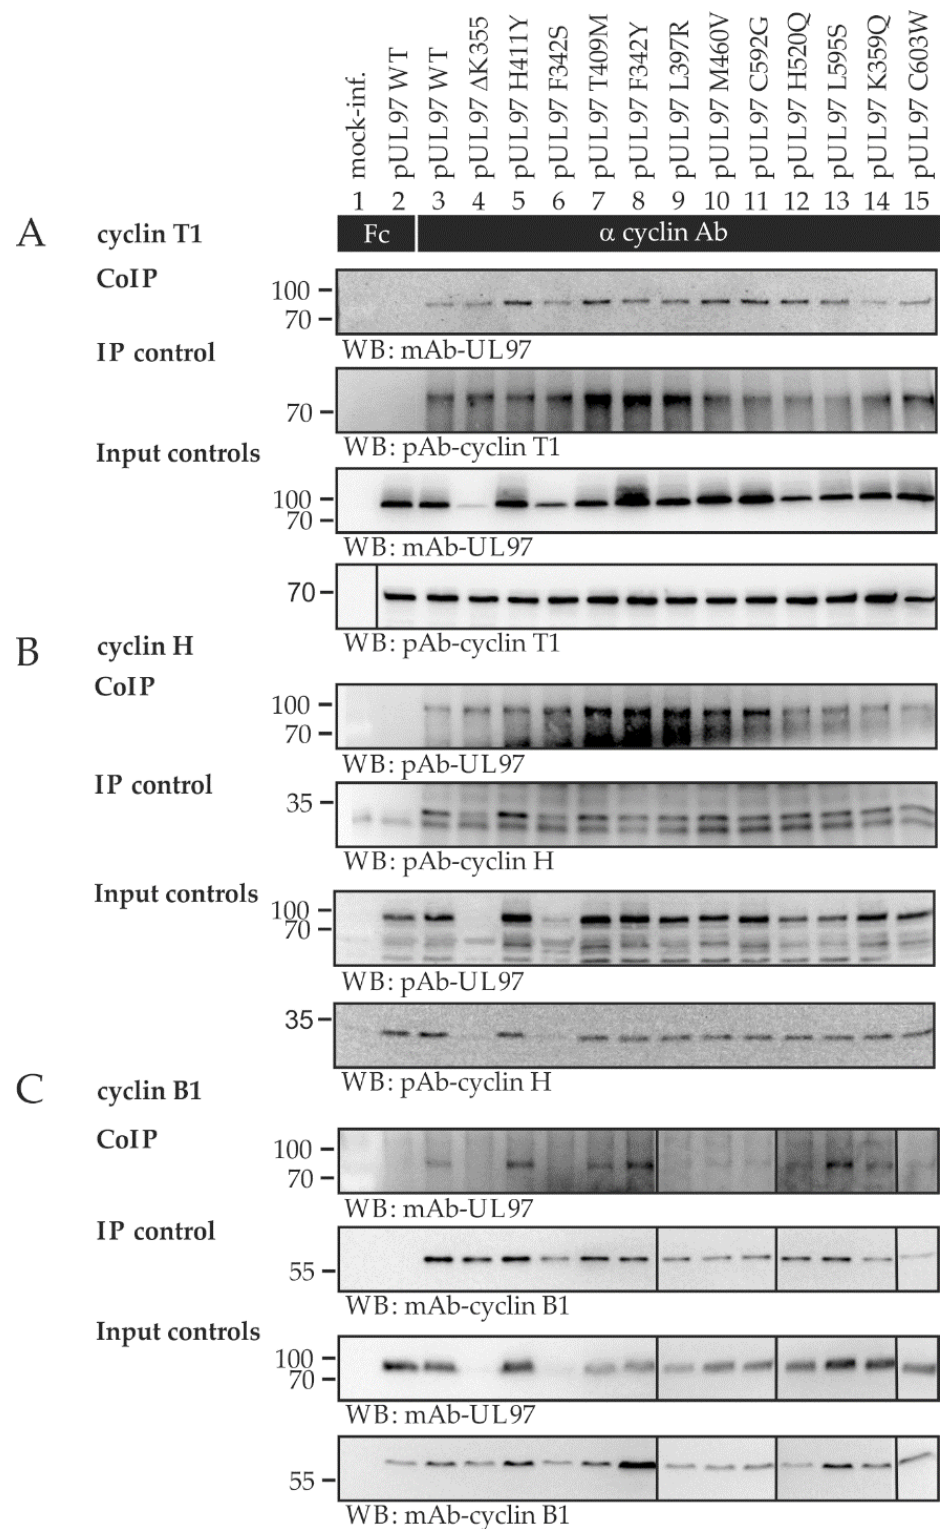 mock-inf.
pUL97 WT
pUL97 WT
pUL97 ΔK355
pUL97 H411Y
pUL97 F342S
pUL97 T409M
pUL97 F342Y
pUL97 L397R
pUL97 M460V
pUL97 C592G
pUL97 H520Q
pUL97 L595S
pUL97 K359Q
pUL97 C603W
1 2 3 4 5 6 7 8 9 10 11 12 13 14 15
A cyclin T1 Fc α cyclin Ab
CoIP
100
70
WB: mAb-UL97
IP control
70
WB: pAb-cyclin T1
Input controls
100
70
WB: mAb-UL97
70
WB: pAb-cyclin T1
B cyclin H
CoIP
100
70
WB: pAb-UL97
IP control
35
WB: pAb-cyclin H
Input controls
100
70
WB: pAb-UL97
35
WB: pAb-cyclin H
C cyclin B1
CoIP
100
70
WB: mAb-UL97
IP control
55
WB: mAb-cyclin B1
Input controls
100
70
WB: mAb-UL97
55
WB: mAb-cyclin B1